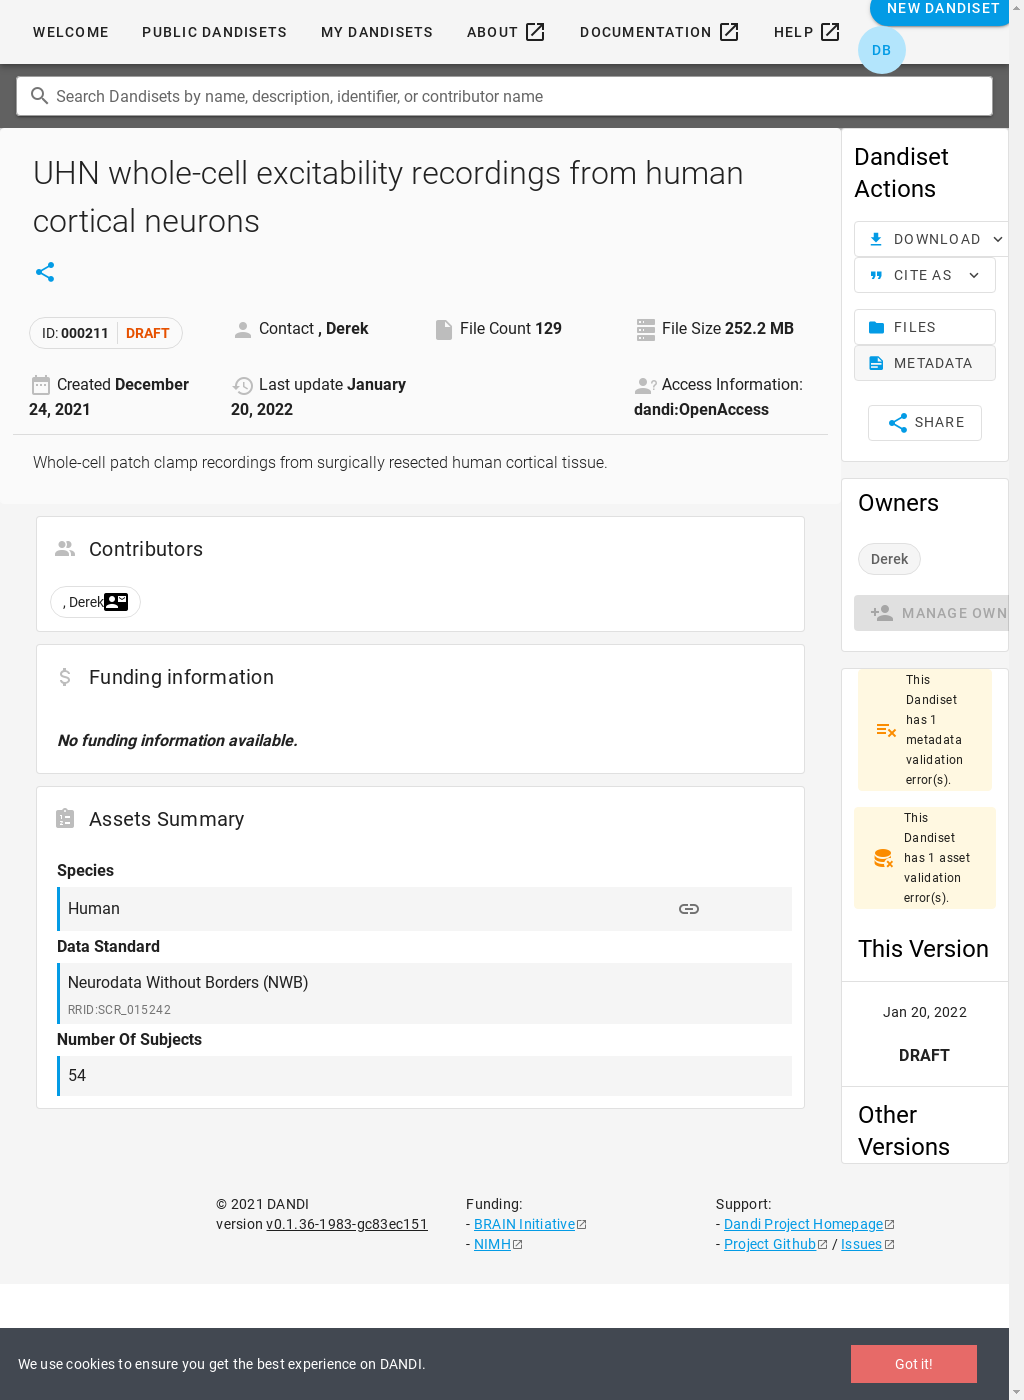 WELCOME
PUBLIC DANDISETS
MY DANDISETS
ABOUT
DOCUMENTATION
HELP
NEW DANDISET
DB
Search Dandisets by name, description, identifier, or contributor name
UHN whole-cell excitability recordings from human
cortical neurons
ID: 000211 DRAFT
Contact , Derek
File Count 129
File Size 252.2 MB
Created December
24, 2021
Last update January
20, 2022
Access Information:
dandi:OpenAccess
Whole-cell patch clamp recordings from surgically resected human cortical tissue.
Contributors
, Derek
Funding information
No funding information available.
Assets Summary
Species
Human
Data Standard
Neurodata Without Borders (NWB)
RRID:SCR_015242
Number Of Subjects
54
Dandiset
Actions
DOWNLOAD
CITE AS
FILES
METADATA
SHARE
Owners
Derek
MANAGE OWN
This
Dandiset
has 1
metadata
validation
error(s).
This
Dandiset
has 1 asset
validation
error(s).
This Version
Jan 20, 2022
DRAFT
Other
Versions
© 2021 DANDI
version v0.1.36-1983-gc83ec151
Funding:
- BRAIN Initiative
- NIMH
Support:
- Dandi Project Homepage
- Project Github / Issues
We use cookies to ensure you get the best experience on DANDI.
Got it!